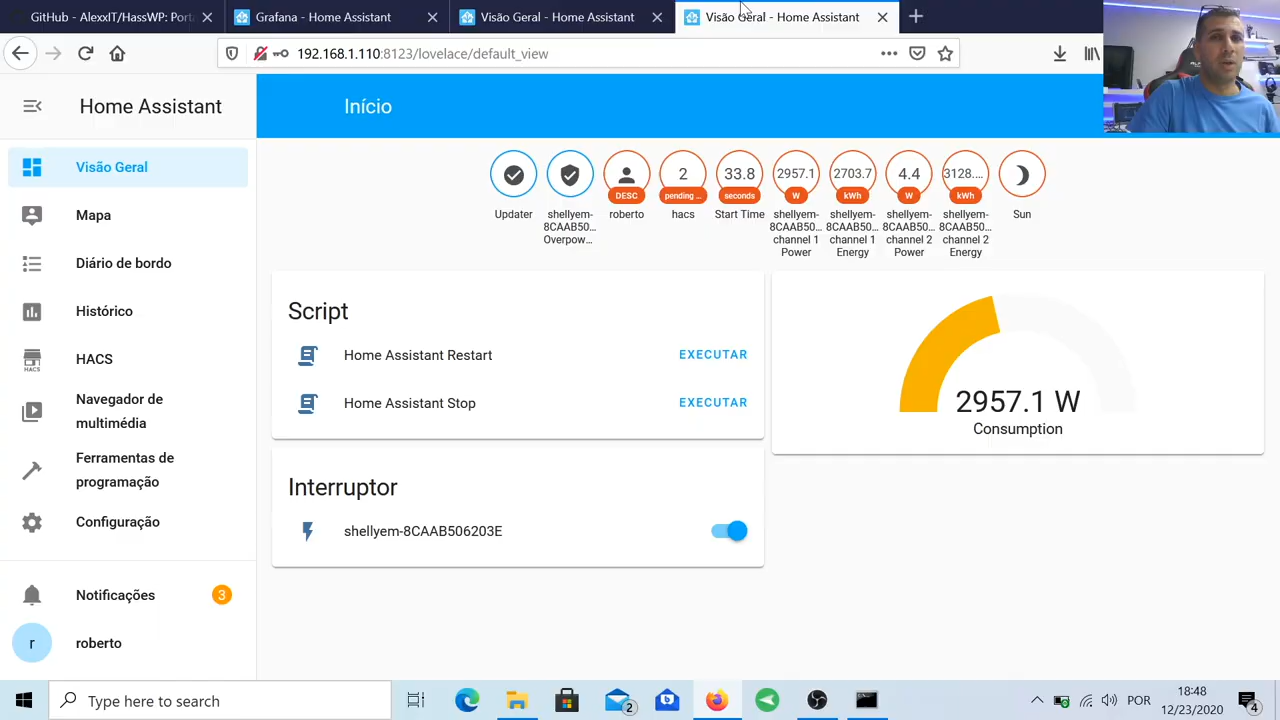 GitHub - AlexxIT/HassWP: Port
Grafana - Home Assistant
Visão Geral - Home Assistant
Visão Geral - Home Assistant
192.168.1.110:8123/lovelace/default_view
Home Assistant
Início
Visão Geral
Mapa
Diário de bordo
Histórico
HACS
HACS
Navegador de
multimédia
Ferramentas de
programação
Configuração
Notificações
3
r
roberto
DESC
2
pending ...
33.8
seconds
2957.1
W
2703.7
kWh
4.4
W
3128....
kWh
Updater
shellyem-
8CAAB50...
Overpow...
roberto
hacs
Start Time
shellyem-
8CAAB50...
channel 1
Power
shellyem-
8CAAB50...
channel 1
Energy
shellyem-
8CAAB50...
channel 2
Power
shellyem-
8CAAB50...
channel 2
Energy
Sun
Script
Home Assistant Restart
EXECUTAR
Home Assistant Stop
EXECUTAR
Interruptor
shellyem-8CAAB506203E
2957.1 W
Consumption
Type here to search
2
POR
18:48
12/23/2020
4